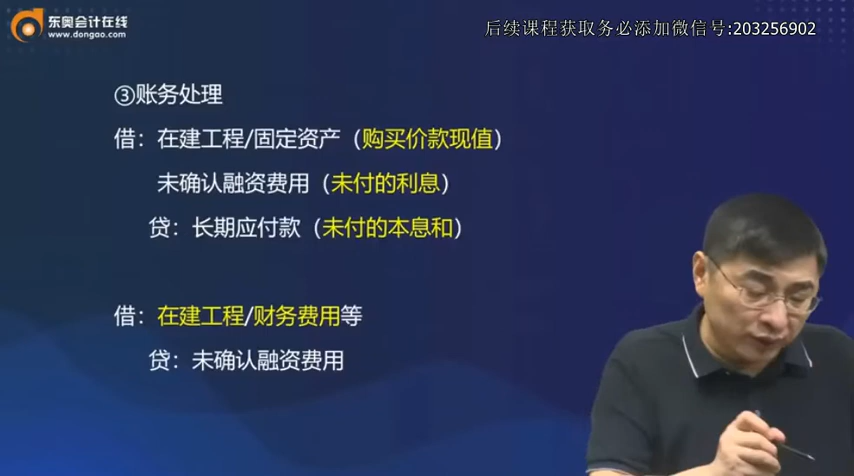 东奥会计在线
www.dongao.com
后续课程获取务必添加微信号:203256902
③账务处理
借：在建工程/固定资产（购买价款现值）
未确认融资费用（未付的利息）
贷：长期应付款（未付的本息和）
借：在建工程/财务费用等
贷：未确认融资费用